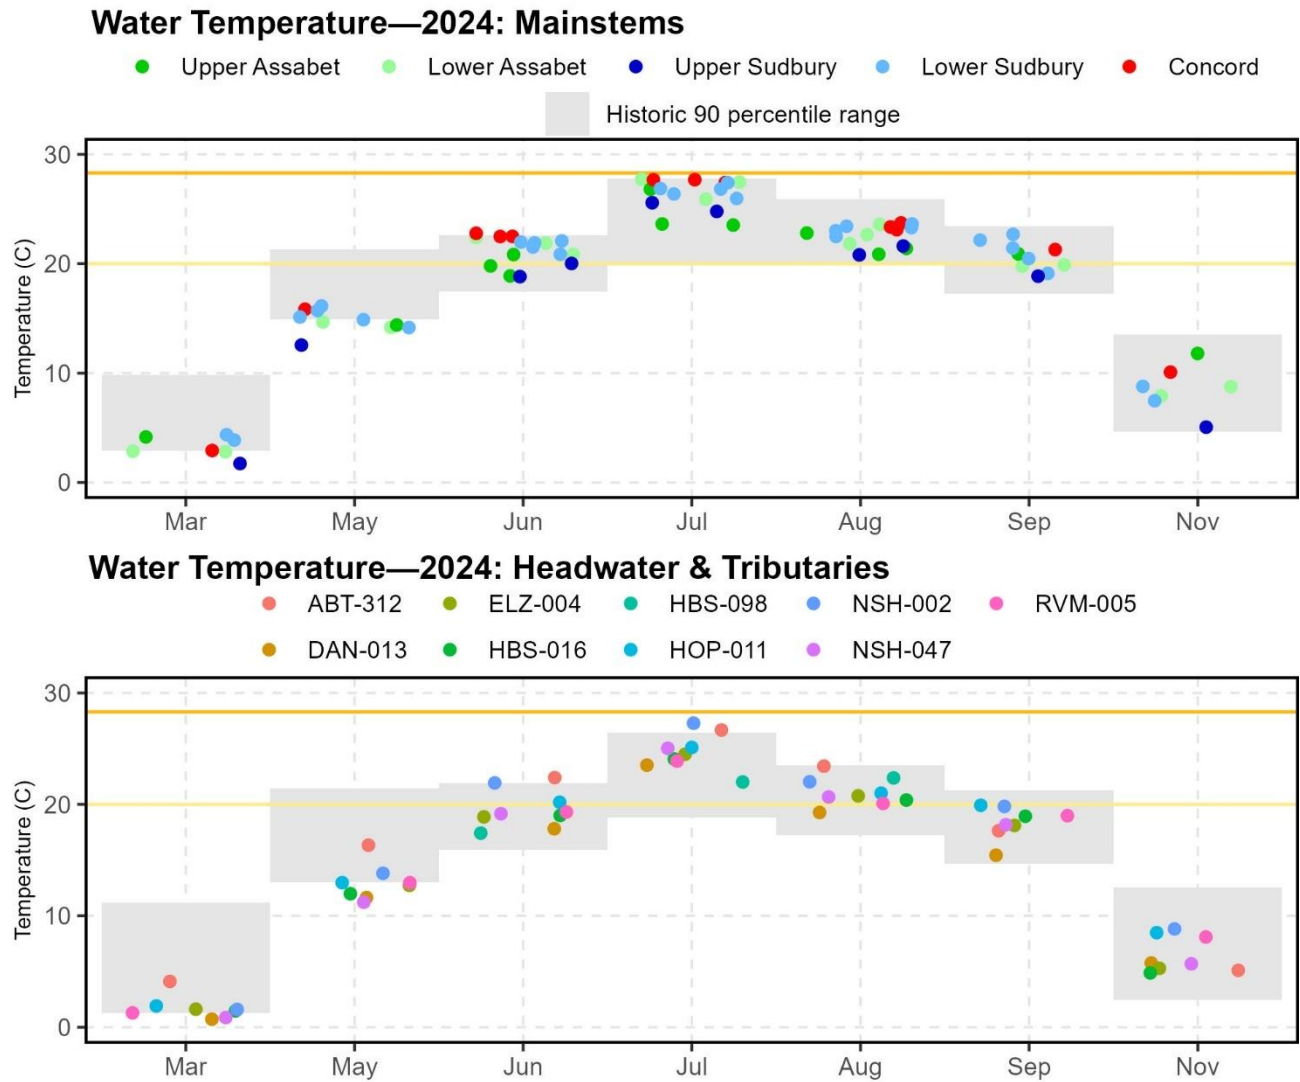 Water Temperature—2024: Mainstems
Upper Assabet Lower Assabet Upper Sudbury Lower Sudbury Concord
Historic 90 percentile range
Temperature (C)
30
20
10
0
Mar May Jun Jul Aug Sep Nov
Water Temperature—2024: Headwater & Tributaries
ABT-312 ELZ-004 HBS-098 NSH-002 RVM-005
DAN-013 HBS-016 HOP-011 NSH-047
Temperature (C)
30
20
10
0
Mar May Jun Jul Aug Sep Nov